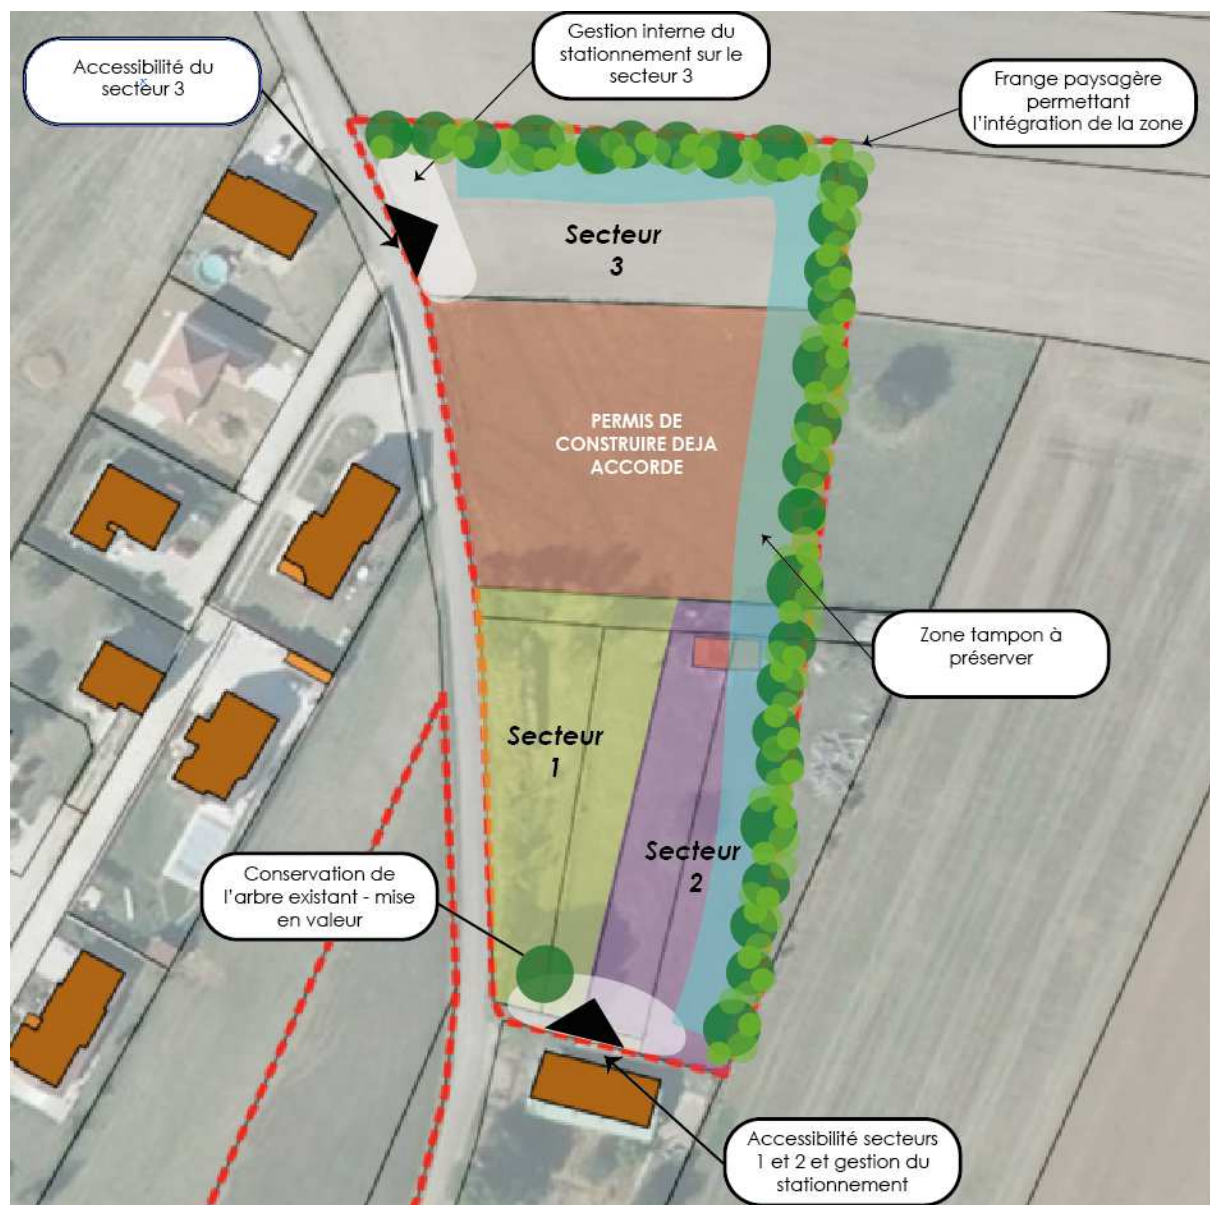 Gestion interne du
stationnement sur le
secteur 3
Accessibilité du
secteur 3
x
Frange paysagère
permettant
l'intégration de la zone
Secteur
3
PERMIS DE
CONSTRUIRE DEJA
ACCORDE
Zone tampon à
préserver
Secteur
1
Secteur
2
Conservation de
l'arbre existant - mise
en valeur
Accessibilité secteurs
1 et 2 et gestion du
stationnement